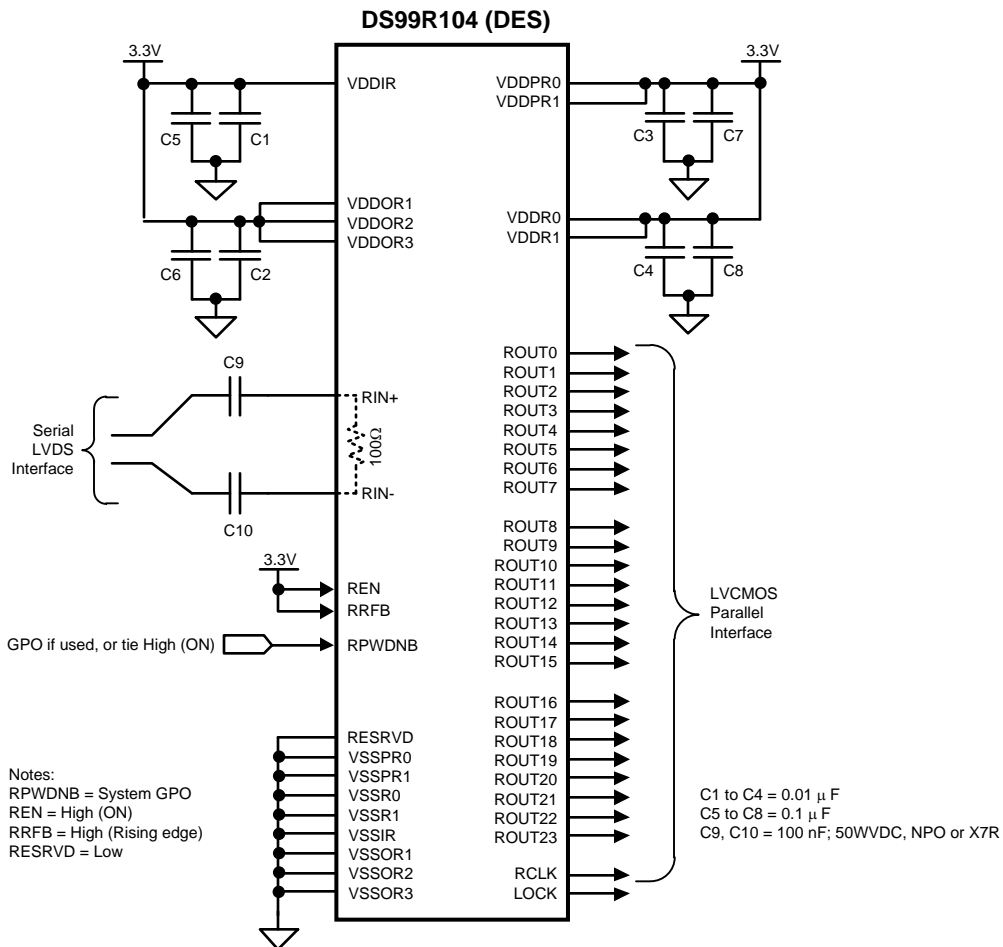 DS99R104 (DES)
3.3V
3.3V
VDDIR
VDDPR0
VDDPR1
C5
C1
C3
C7
VDDOR1
VDDOR2
VDDOR3
VDDR0
VDDR1
C6
C2
C4
C8
C9
RIN+
100Ω
RIN-
C10
Serial
LVDS
Interface
3.3V
REN
RRFB
GPO if used, or tie High (ON)
RPWDNB
ROUT0
ROUT1
ROUT2
ROUT3
ROUT4
ROUT5
ROUT6
ROUT7
ROUT8
ROUT9
ROUT10
ROUT11
ROUT12
ROUT13
ROUT14
ROUT15
ROUT16
ROUT17
ROUT18
ROUT19
ROUT20
ROUT21
ROUT22
ROUT23
RCLK
LOCK
LVCMOS
Parallel
Interface
RESRVD
VSSPR0
VSSPR1
VSSR0
VSSR1
VSSIR
VSSOR1
VSSOR2
VSSOR3
Notes:
RPWDNB = System GPO
REN = High (ON)
RRFB = High (Rising edge)
RESRVD = Low
C1 to C4 = 0.01 μ F
C5 to C8 = 0.1 μ F
C9, C10 = 100 nF; 50WVDC, NPO or X7R